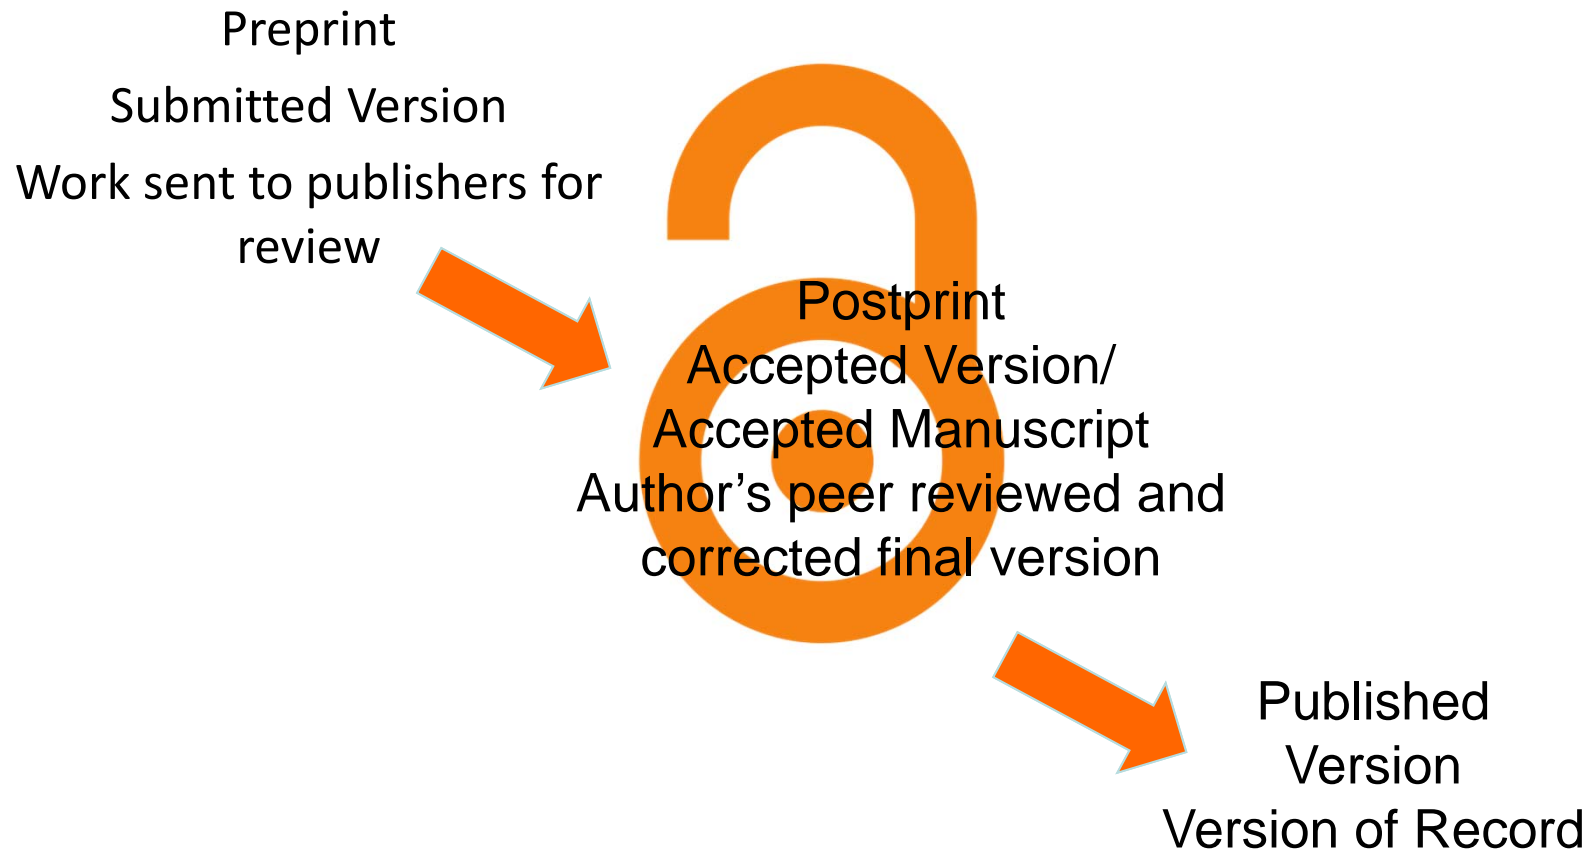 Preprint
Submitted Version
Work sent to publishers for
review
Postprint
Accepted Version/
Accepted Manuscript
Author’s peer reviewed and
corrected final version
Published
Version
Version of Record